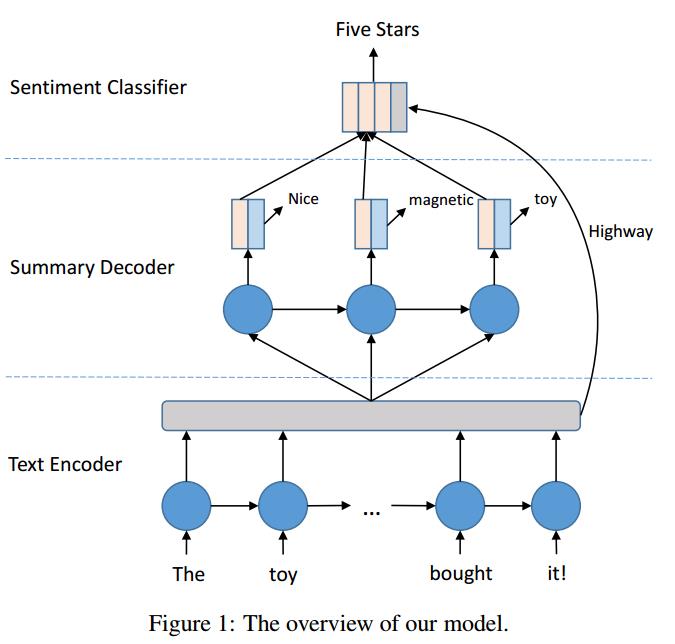 Five Stars
Sentiment Classifier
Nice
magnetic
toy
Highway
Summary Decoder
Text Encoder
...
The
toy
bought
it!
Figure 1: The overview of our model.